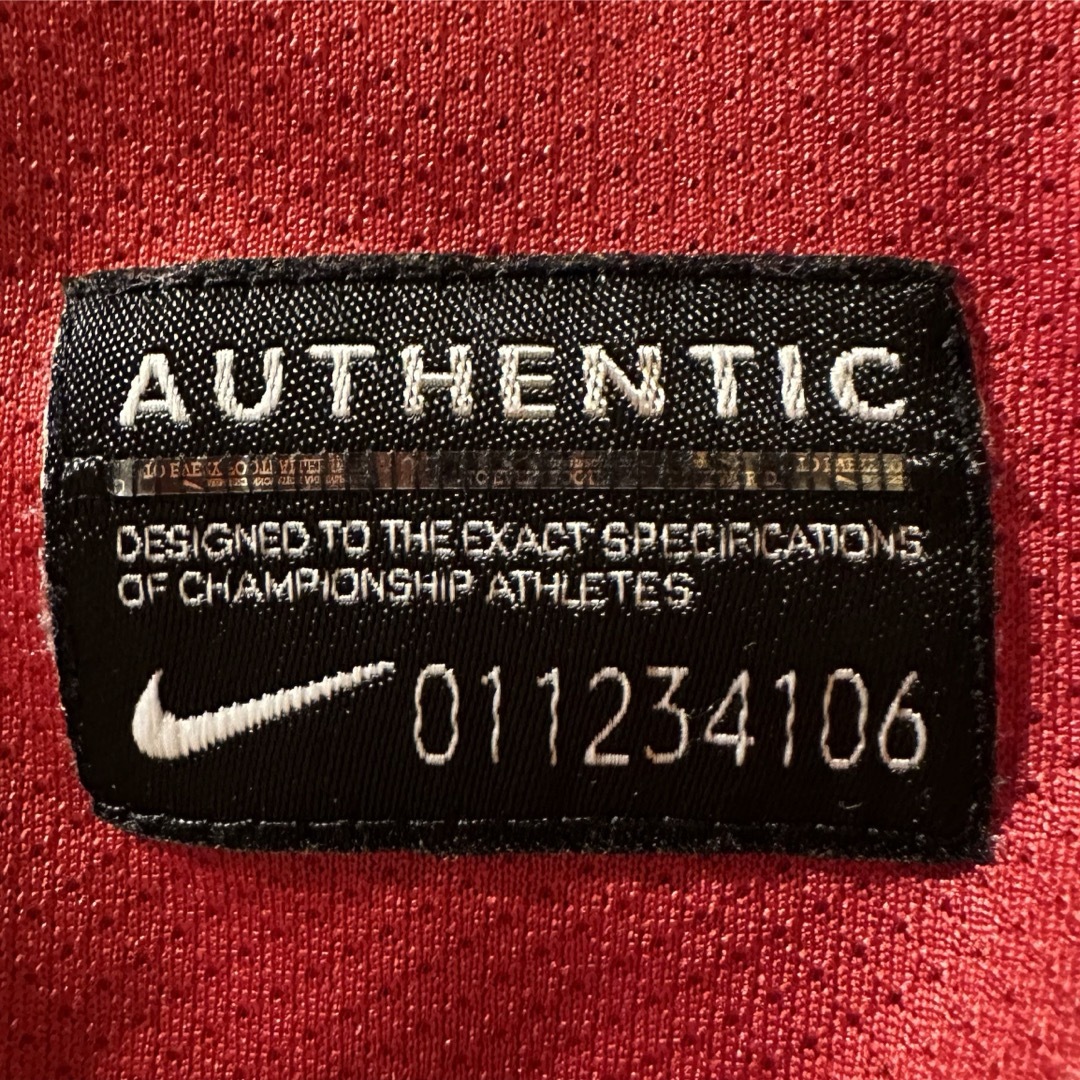 AUTHENTIC
DESIGNED TO THE EXACT SPECIFICATIONS
OF CHAMPIONSHIP ATHLETES
011234106